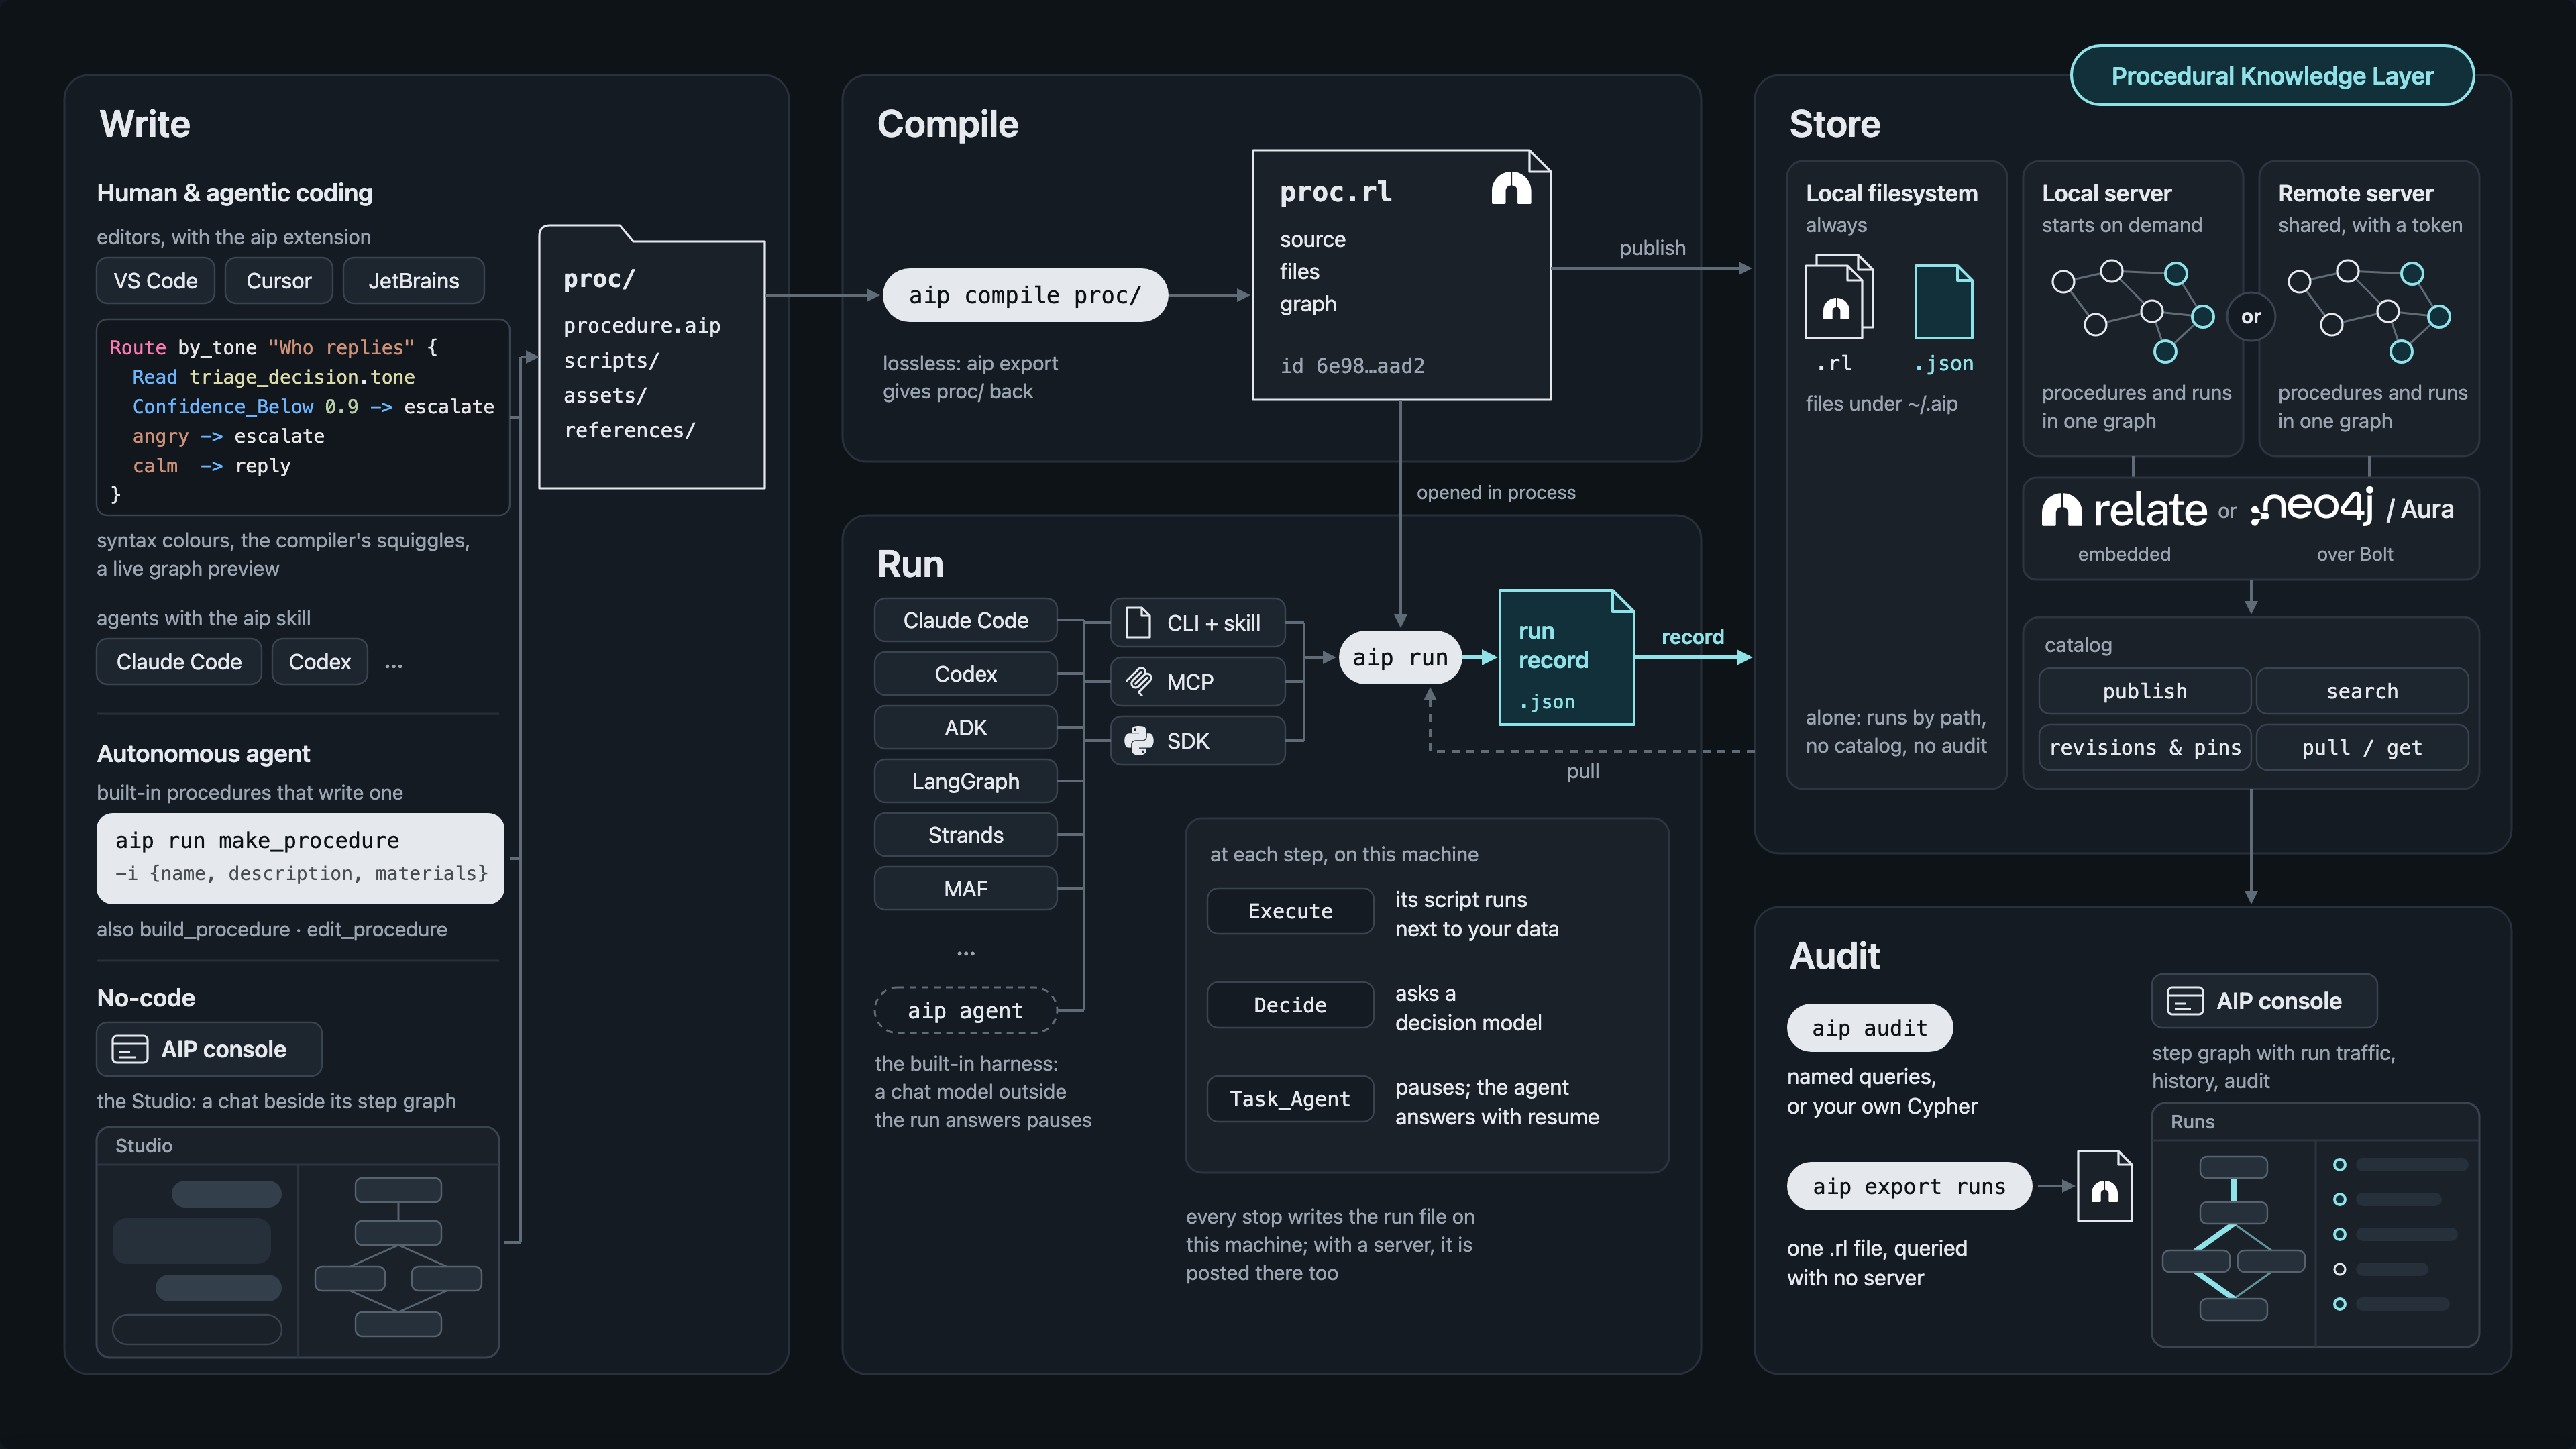 Procedural Knowledge Layer
Write
Human & agentic coding
editors, with the aip extension
VS Code
Cursor
JetBrains
Route by_tone "Who replies" {
Read triage_decision.tone
Confidence_Below 0.9 -> escalate
angry -> escalate
calm -> reply
}
syntax colours, the compiler's squiggles,
a live graph preview
agents with the aip skill
Claude Code
Codex
...
proc/
procedure.aip
scripts/
assets/
references/
Autonomous agent
built-in procedures that write one
aip run make_procedure
-i {name, description, materials}
also build_procedure · edit_procedure
No-code
AIP console
the Studio: a chat beside its step graph
Studio
Compile
aip compile proc/
lossless: aip export
gives proc/ back
proc.rl
source
files
graph
id 6e98…aad2
publish
opened in process
Run
Claude Code
Codex
ADK
LangGraph
Strands
MAF
...
aip agent
the built-in harness:
a chat model outside
the run answers pauses
CLI + skill
MCP
SDK
aip run
run
record
.json
record
pull
at each step, on this machine
Execute
its script runs
next to your data
Decide
asks a
decision model
Task_Agent
pauses; the agent
answers with resume
every stop writes the run file on
this machine; with a server, it is
posted there too
Store
Local filesystem
always
.rl
.json
files under ~/.aip
alone: runs by path,
no catalog, no audit
Local server
starts on demand
procedures and runs
in one graph
or
Remote server
shared, with a token
procedures and runs
in one graph
relate or neo4j / Aura
embedded
over Bolt
catalog
publish
search
revisions & pins
pull / get
Audit
aip audit
named queries,
or your own Cypher
aip export runs
one .rl file, queried
with no server
AIP console
step graph with run traffic,
history, audit
Runs